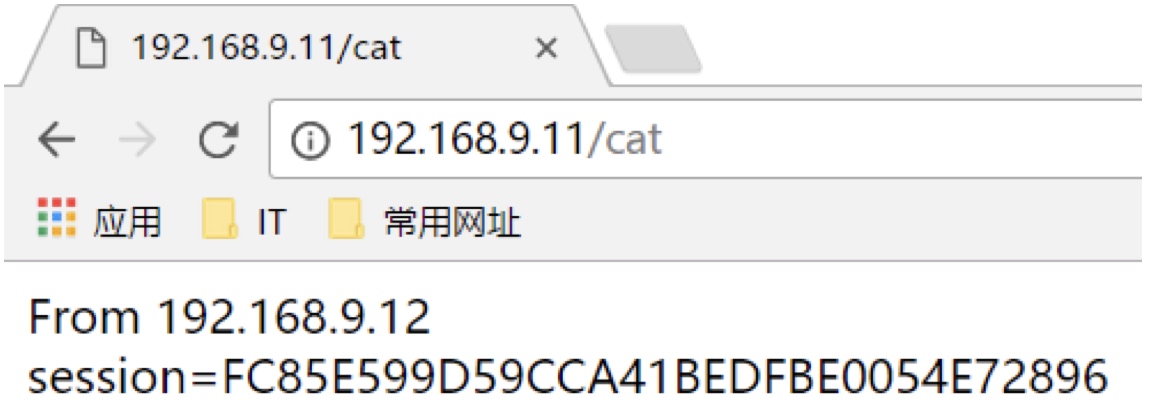 192.168.9.11/cat
192.168.9.11/cat
应用 IT 常用网址
From 192.168.9.12
session=FC85E599D59CCA41BEDFBE0054E72896